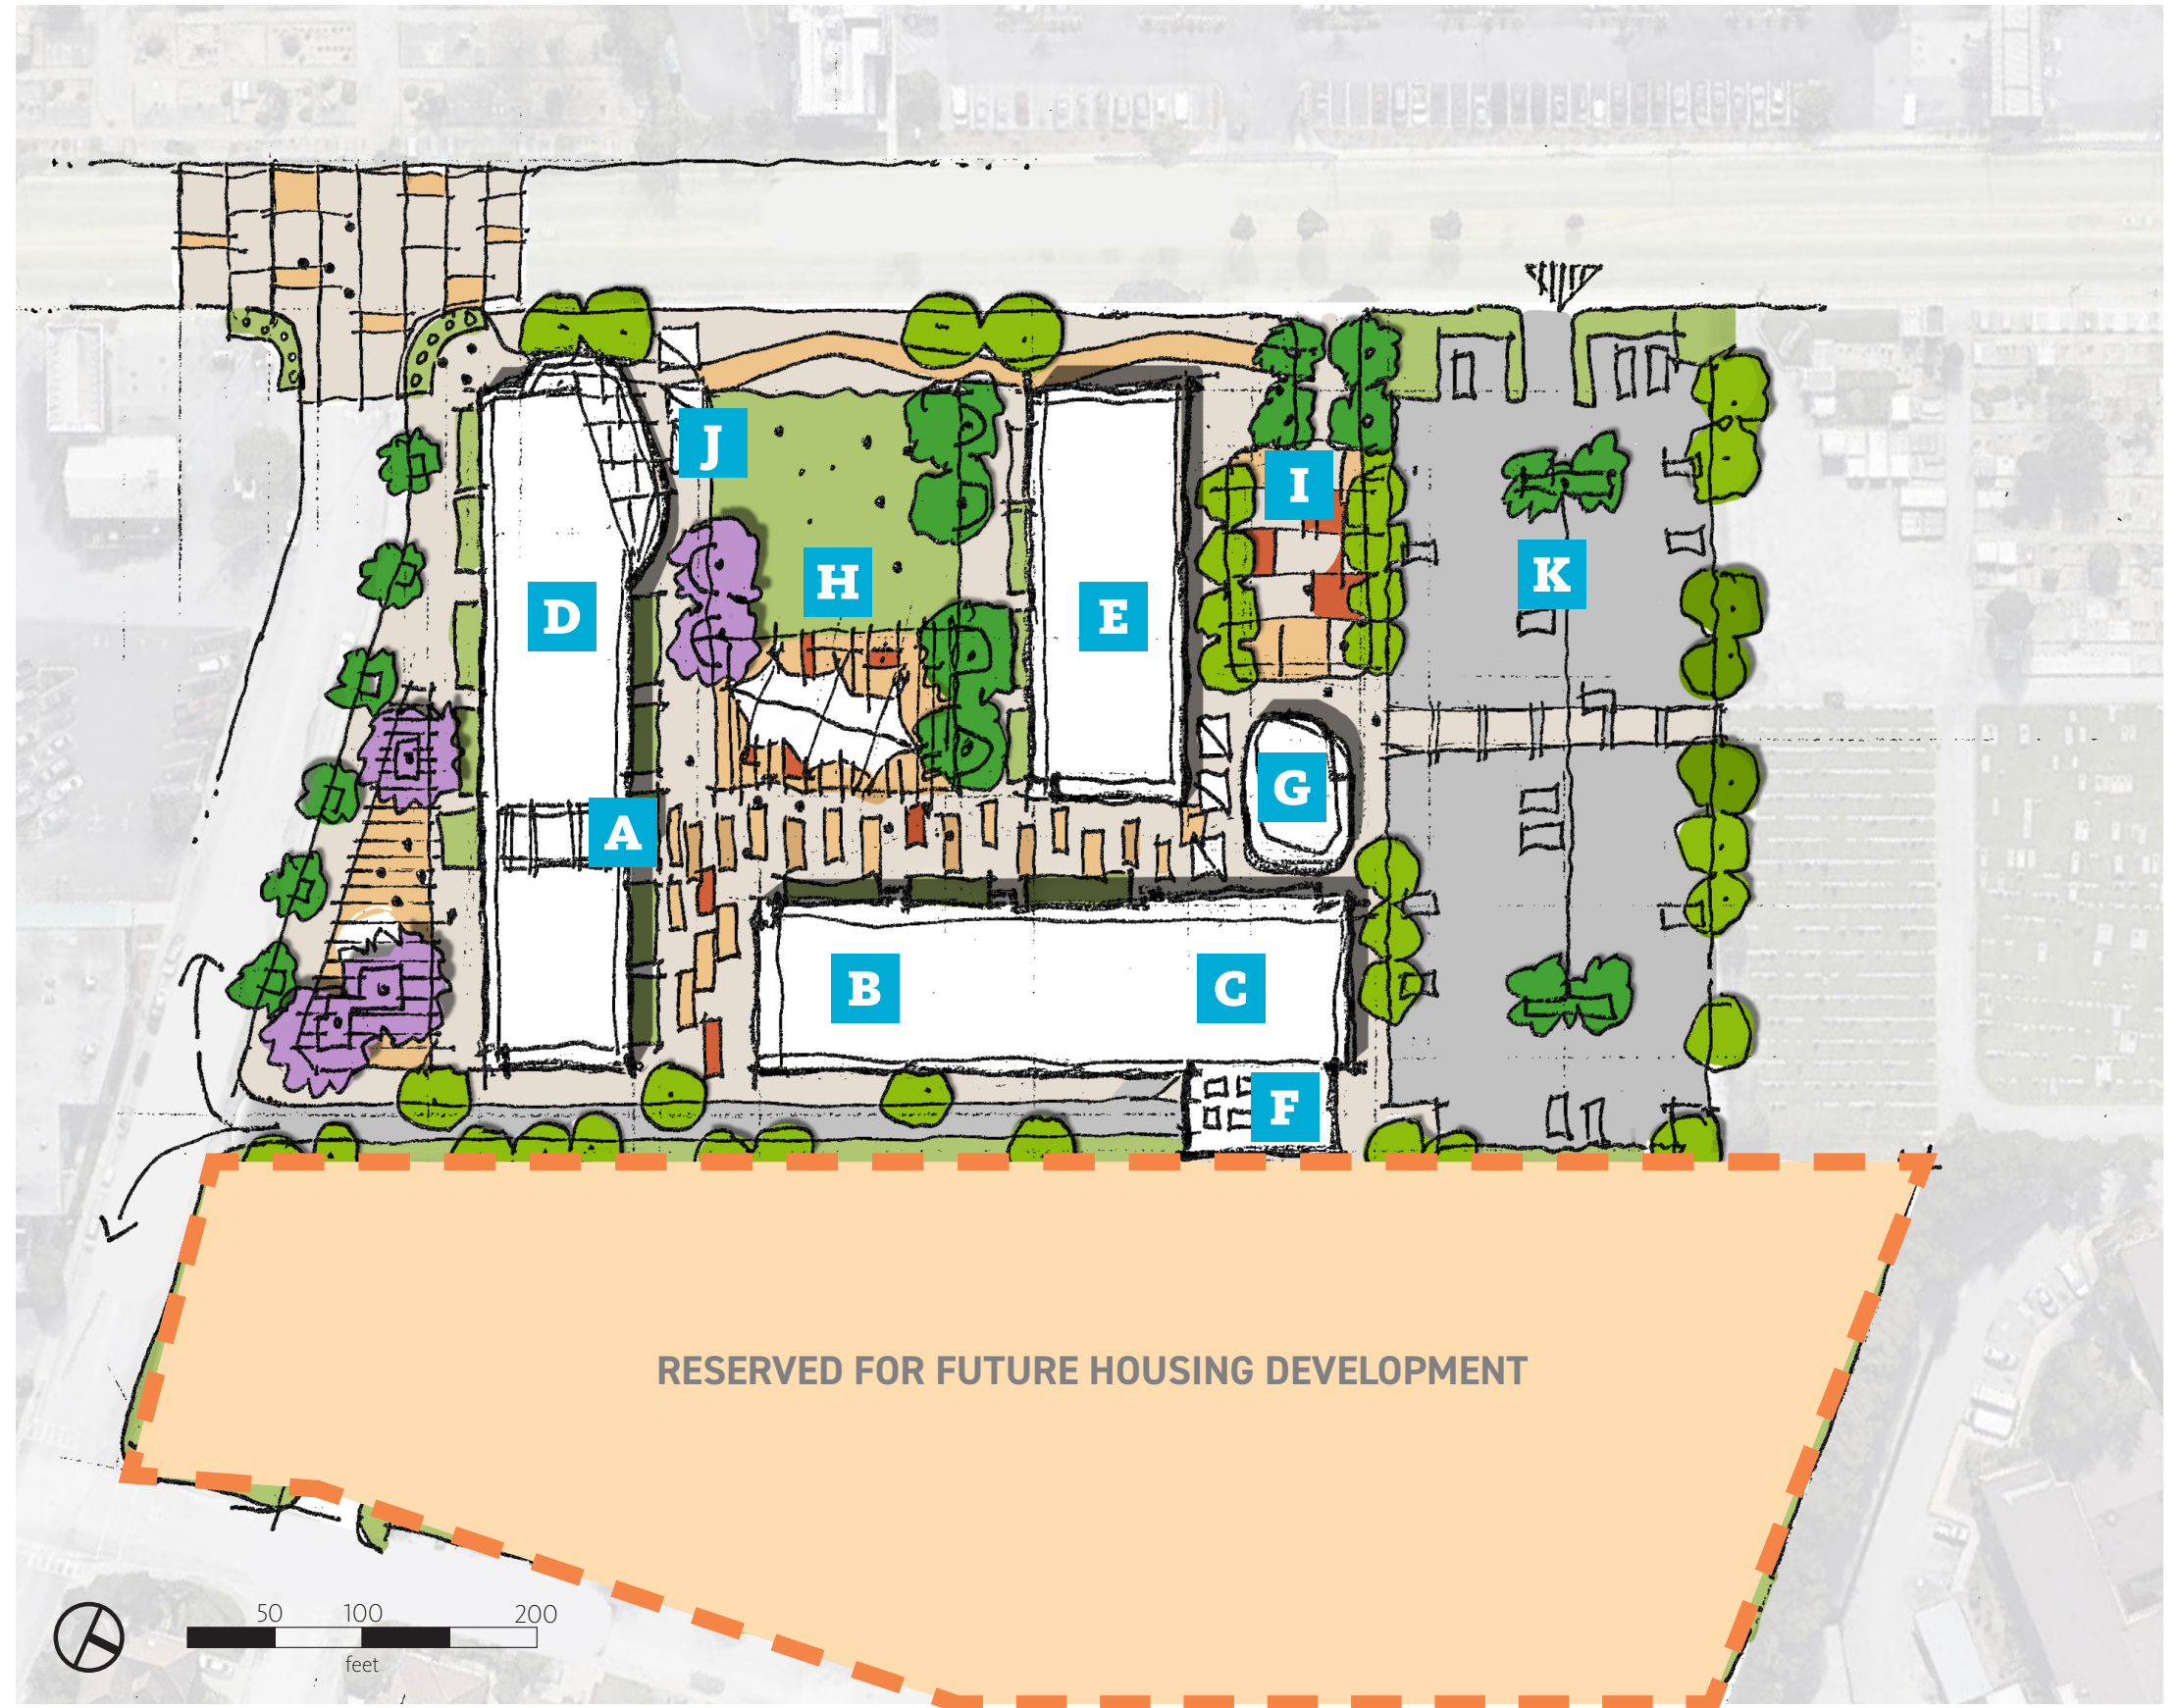 J
I
H
K
D
E
G
A
B
C
F
RESERVED FOR FUTURE HOUSING DEVELOPMENT
50 100 200
feet